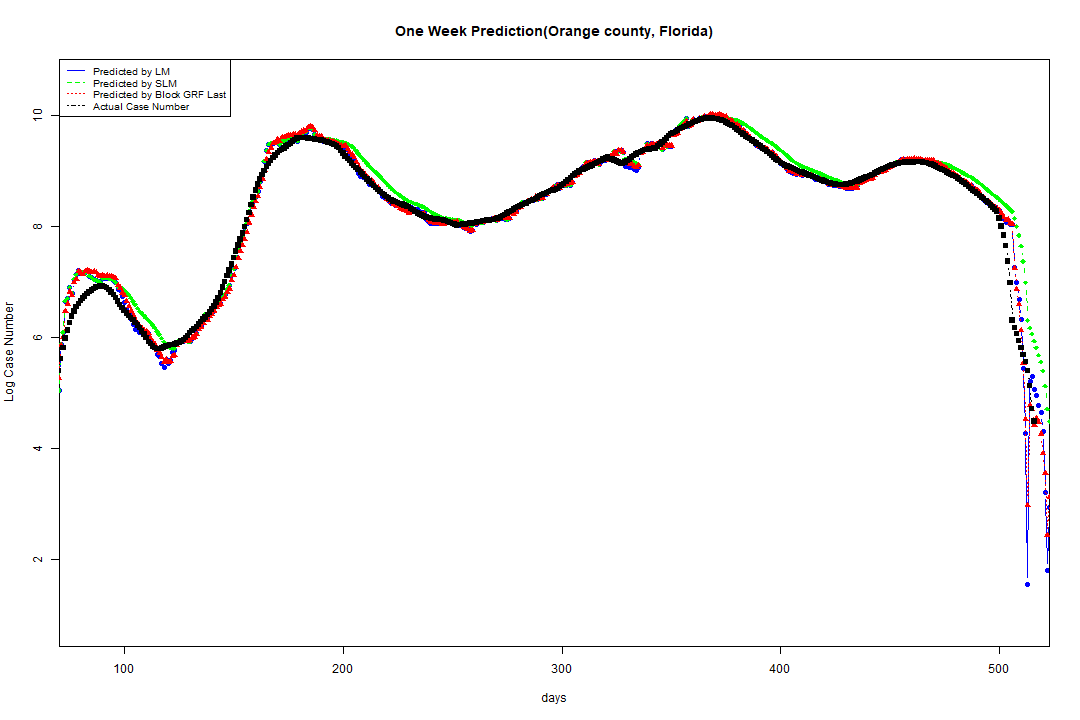 One Week Prediction(Orange county, Florida)
Predicted by LM
Predicted by SLM
Predicted by Block GRF Last
Actual Case Number
Log Case Number
10
8
6
4
2
100 200 300 400 500
days